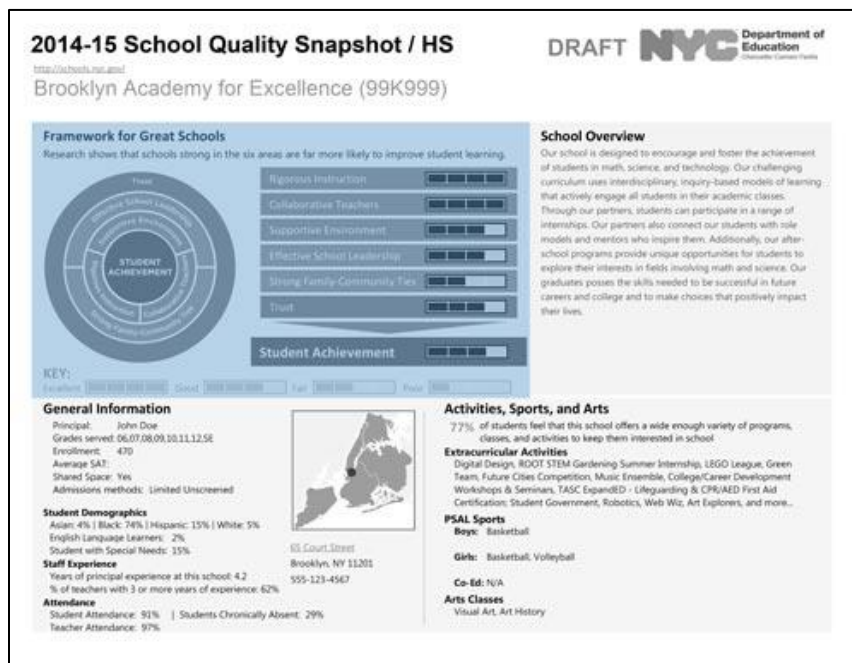 2014-15 School Quality Snapshot / HS
DRAFT
NYC
Department of
Education
http://schools.nyc.gov/
Brooklyn Academy for Excellence (99K999)
Framework for Great Schools
Research shows that schools strong in the six areas are far more likely to improve student learning.
Trust
Effective School Leadership
Supportive Environment
STUDENT
ACHIEVEMENT
Rigorous Instruction
Collaborative Teachers
Strong Family-Community Ties
Rigorous Instruction
Collaborative Teachers
Supportive Environment
Effective School Leadership
Strong Family-Community Ties
Trust
Student Achievement
KEY:
Excellent
Good
Fair
Poor
School Overview
Our school is designed to encourage and foster the achievement
of students in math, science, and technology. Our challenging
curriculum uses interdisciplinary, inquiry-based models of learning
that actively engage all students in their academic classes.
Through our partners, students can participate in a range of
internships. Our partners also connect our students with role
models and mentors who inspire them. Additionally, our after-
school programs provide unique opportunities for students to
explore their interests in fields involving math and science. Our
graduates posses the skills needed to be successful in future
careers and college and to make choices that positively impact
their lives.
General Information
Principal: John Doe
Grades served: 06,07,08,09,10,11,12,SE
Enrollment: 470
Average SAT:
Shared Space: Yes
Admissions methods: Limited Unscreened
Student Demographics
Asian: 4% | Black: 74% | Hispanic: 15% | White: 5%
English Language Learners: 2%
Student with Special Needs: 15%
Staff Experience
Years of principal experience at this school: 4.2
% of teachers with 3 or more years of experience: 62%
Attendance
Student Attendance: 91% | Students Chronically Absent: 29%
Teacher Attendance: 97%
65 Court Street
Brooklyn, NY 11201
555-123-4567
Activities, Sports, and Arts
77% of students feel that this school offers a wide enough variety of programs,
classes, and activities to keep them interested in school
Extracurricular Activities
Digital Design, ROOT STEM Gardening Summer Internship, LEGO League, Green
Team, Future Cities Competition, Music Ensemble, College/Career Development
Workshops & Seminars, TASC ExpandED - Lifeguarding & CPR/AED First Aid
Certification; Student Government, Robotics, Web Wiz, Art Explorers, and more...
PSAL Sports
Boys: Basketball
Girls: Basketball, Volleyball
Co-Ed: N/A
Arts Classes
Visual Art, Art History